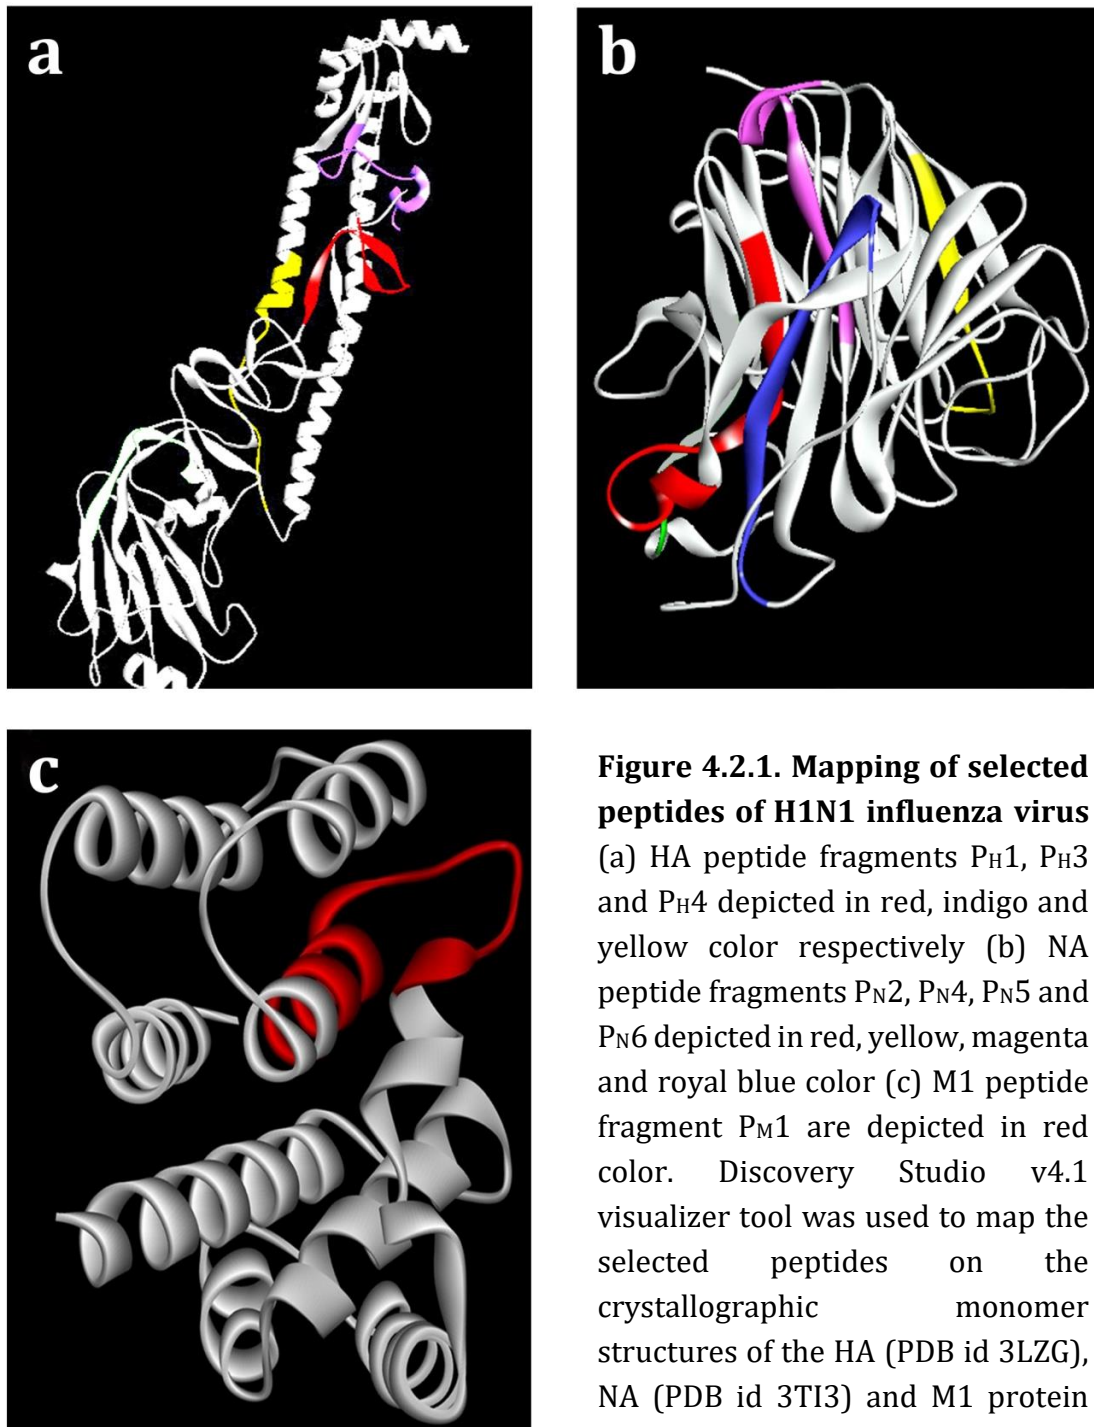 a
b
c
Figure 4.2.1. Mapping of selected
peptides of H1N1 influenza virus
(a) HA peptide fragments PH1, PH3
and PH4 depicted in red, indigo and
yellow color respectively (b) NA
peptide fragments PN2, PN4, PN5 and
PN6 depicted in red, yellow, magenta
and royal blue color (c) M1 peptide
fragment PM1 are depicted in red
color. Discovery Studio v4.1
visualizer tool was used to map the
selected peptides on the
crystallographic monomer
structures of the HA (PDB id 3LZG),
NA (PDB id 3TI3) and M1 protein